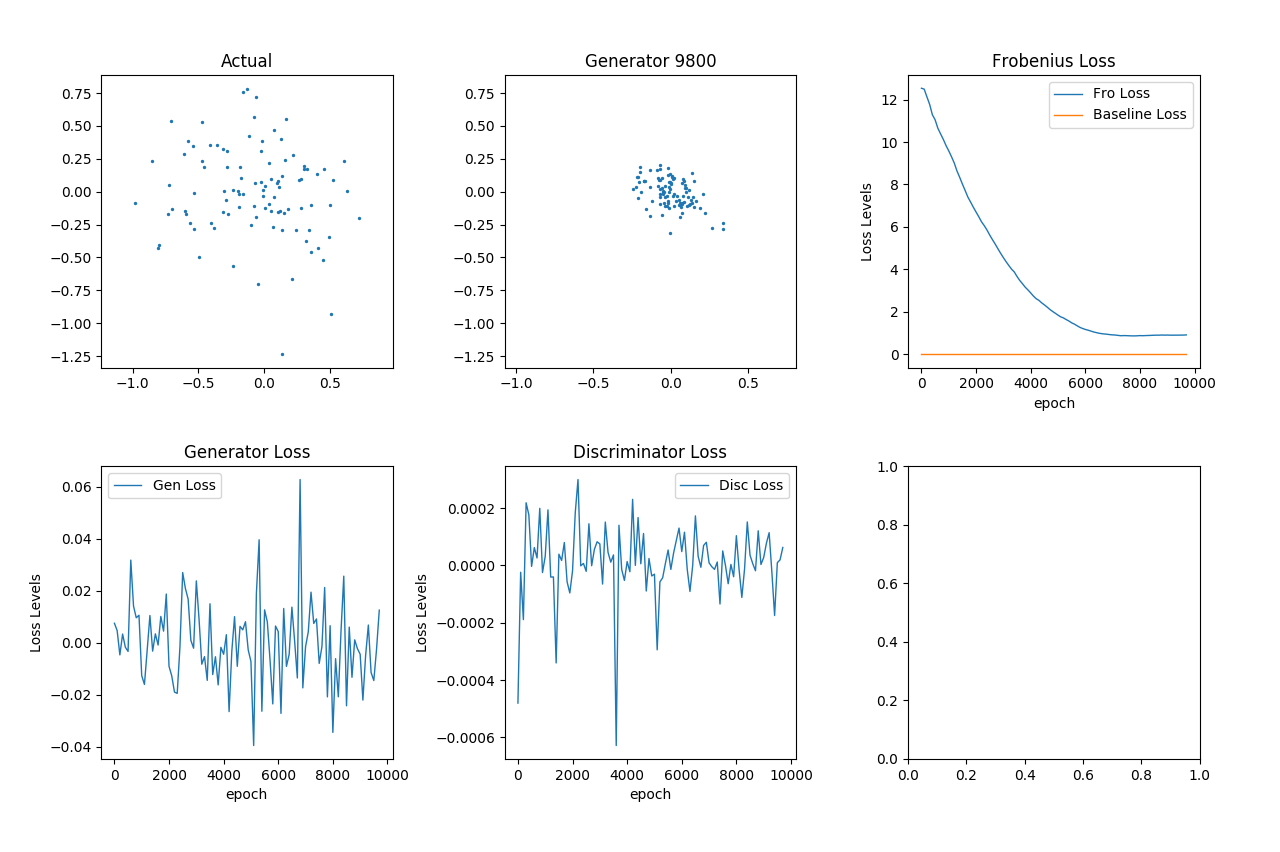 Actual
0.75
0.50
0.25
0.00
−0.25
−0.50
−0.75
−1.00
−1.25
−1.0 −0.5 0.0 0.5
Generator 9800
0.75
0.50
0.25
0.00
−0.25
−0.50
−0.75
−1.00
−1.25
−1.0 −0.5 0.0 0.5
Frobenius Loss
Fro Loss
Baseline Loss
Loss Levels
12
10
8
6
4
2
0
0 2000 4000 6000 8000 10000
epoch
Generator Loss
Gen Loss
Loss Levels
0.06
0.04
0.02
0.00
−0.02
−0.04
0 2000 4000 6000 8000 10000
epoch
Discriminator Loss
Disc Loss
Loss Levels
0.0002
0.0000
−0.0002
−0.0004
−0.0006
0 2000 4000 6000 8000 10000
epoch
1.0
0.8
0.6
0.4
0.2
0.0
0.0 0.2 0.4 0.6 0.8 1.0